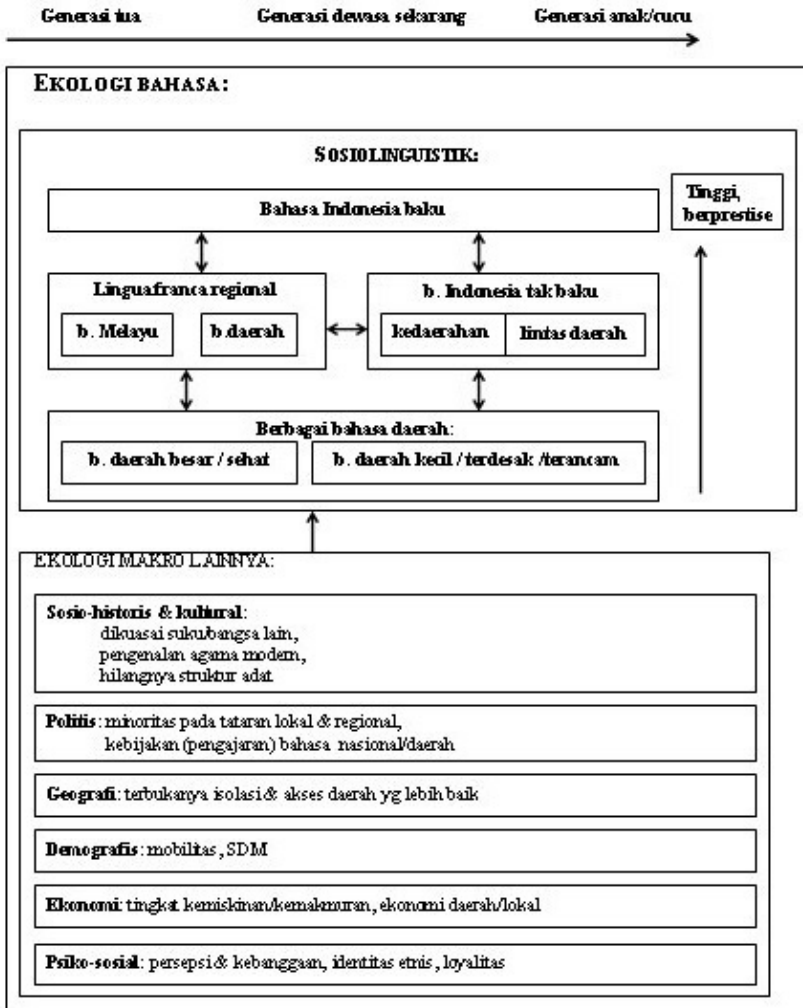 Generasi tua Generasi dewasa sekarang Generasi anak/cucu
EKOLOGI BAHASA:
SOSIOLINGUISTIK:
Tinggi,
berprestise
Bahasa Indonesia baku
Linguafranca regional
b. Melayu b.daerah
b. Indonesia tak baku
kedaerahan lintas daerah
Berbagai bahasa daerah:
b. daerah besar / sehat b. daerah kecil /terdesak /terancam
EKOLOGI MAKRO LAINNYA:
Sosio-historis & kultural:
dikuasai suku/bangsa lain,
pengenalan agama modern,
hilangnya struktur adat
Politis: minoritas pada tataran lokal & regional,
kebijakan (pengajaran) bahasa nasional/daerah
Geografi: terbukanya isolasi & akses daerah yg lebih baik
Demografis: mobilitas, SDM
Ekonomi: tingkat kemiskinan/kemakmuran, ekonomi daerah/lokal
Psiko-sosial: persepsi & kebanggaan, identitas etnis, loyalitas